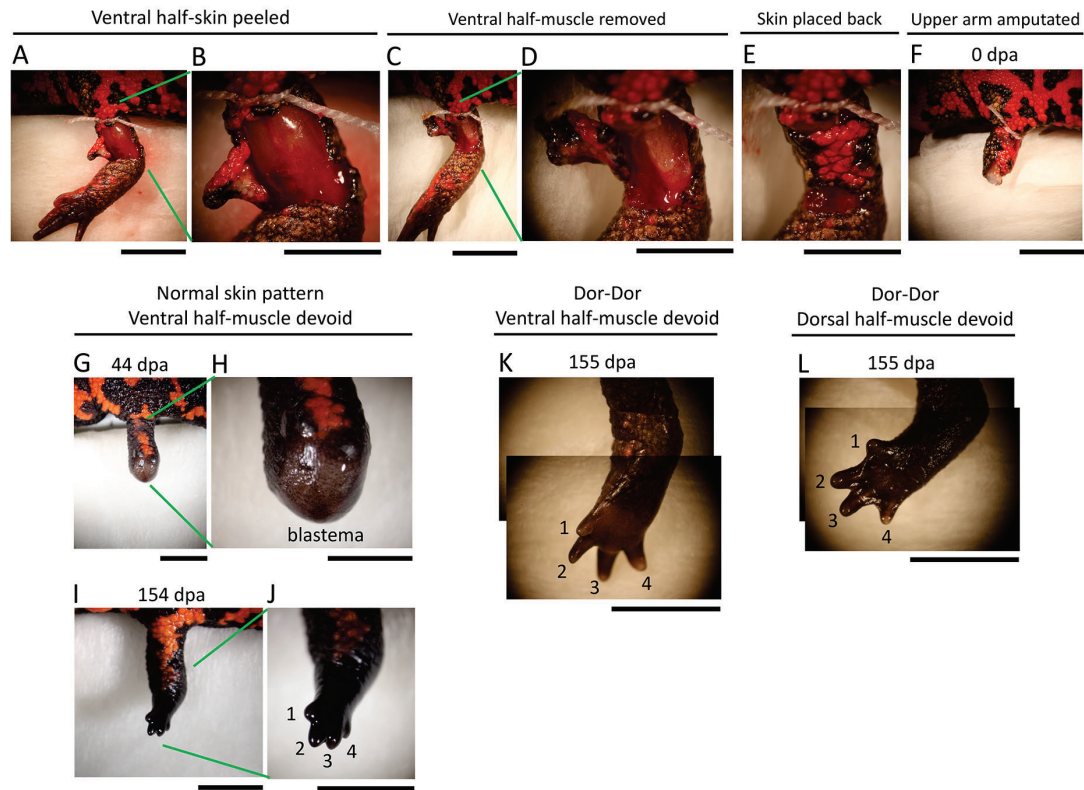 Ventral half-skin peeled
Ventral half-muscle removed
Skin placed back
Upper arm amputated
A
B
C
D
E
F
0 dpa
Normal skin pattern
Ventral half-muscle devoid
G
44 dpa
H
blastema
I
154 dpa
J
1
2
3
4
Dor-Dor
Ventral half-muscle devoid
K
155 dpa
1
2
3
4
Dor-Dor
Dorsal half-muscle devoid
L
155 dpa
1
2
3
4